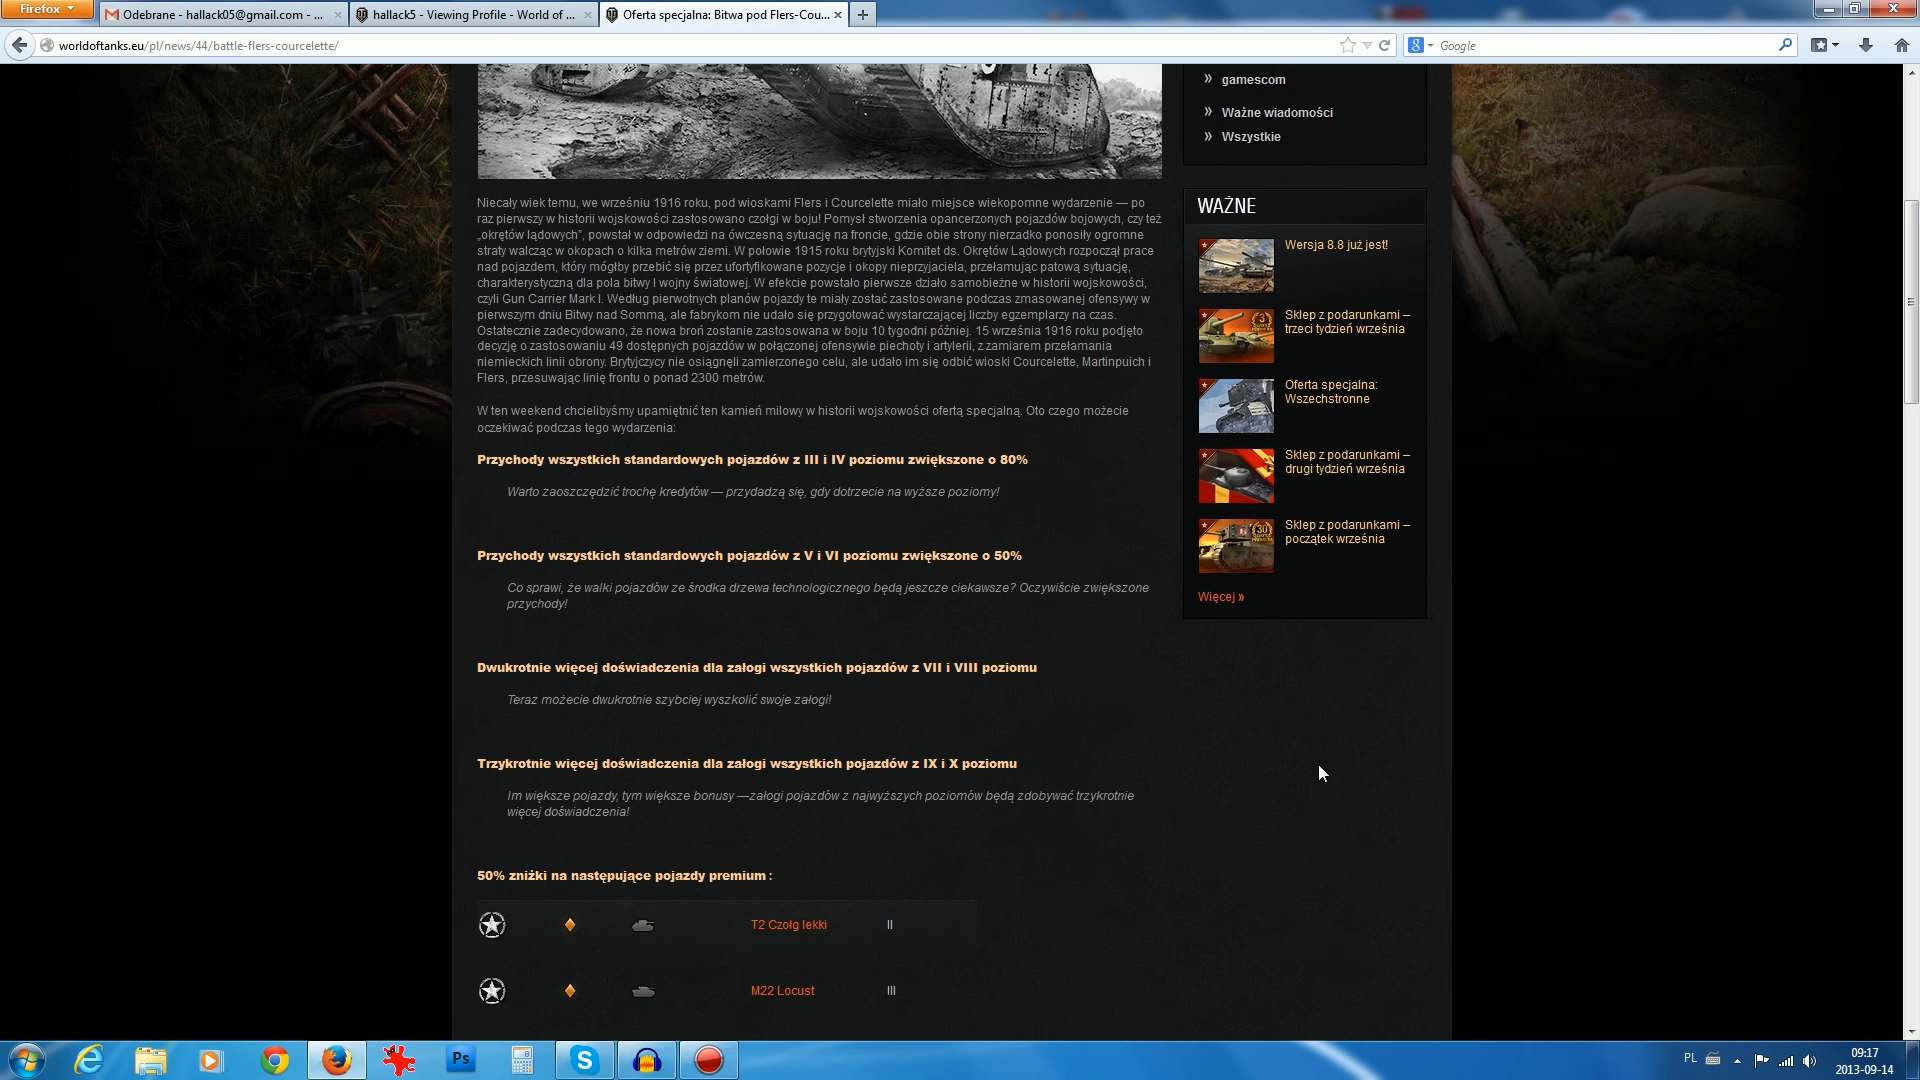 Firefox
Odebrane - hallack05@gmail.com - ...
hallack5 - Viewing Profile - World of ...
Oferta specjalna: Bitwa pod Flers-Cou...
worldoftanks.eu/pl/news/44/battle-flers-courcelette/
Google
gamescom
Ważne wiadomości
Wszystkie
Niecały wiek temu, we wrześniu 1916 roku, pod wioskami Flers i Courcelette miało miejsce wiekopomne wydarzenie — po
raz pierwszy w historii wojskowości zastosowano czołgi w boju! Pomysł stworzenia opancerzonych pojazdów bojowych, czy też
„okrętów lądowych”, powstał w odpowiedzi na ówczesną sytuację na froncie, gdzie obie strony nierzadko ponosiły ogromne
straty walcząc w okopach o kilka metrów ziemi. W połowie 1915 roku brytyjski Komitet ds. Okrętów Lądowych rozpoczął prace
nad pojazdem, który mógłby przebić się przez ufortyfikowane pozycje i okopy nieprzyjaciela, przełamując patową sytuację,
charakterystyczną dla pola bitwy I wojny światowej. W efekcie powstało pierwsze działo samobieżne w historii wojskowości,
czyli Gun Carrier Mark I. Według pierwotnych planów pojazdy te miały zostać zastosowane podczas zmasowanej ofensywy w
pierwszym dniu Bitwy nad Sommą, ale fabrykom nie udało się przygotować wystarczającej liczby egzemplarzy na czas.
Ostatecznie zadecydowano, że nowa broń zostanie zastosowana w boju 10 tygodni później. 15 września 1916 roku podjęto
decyzję o zastosowaniu 49 dostępnych pojazdów w połączonej ofensywie piechoty i artylerii, z zamiarem przełamania
niemieckich linii obrony. Brytyjczycy nie osiągnęli zamierzonego celu, ale udało im się odbić wioski Courcelette, Martinpuich i
Flers, przesuwając linię frontu o ponad 2300 metrów.
W ten weekend chcielibyśmy upamiętnić ten kamień milowy w historii wojskowości ofertą specjalną. Oto czego możecie
oczekiwać podczas tego wydarzenia:
Przychody wszystkich standardowych pojazdów z III i IV poziomu zwiększone o 80%
Warto zaoszczędzić trochę kredytów — przydadzą się, gdy dotrzecie na wyższe poziomy!
Przychody wszystkich standardowych pojazdów z V i VI poziomu zwiększone o 50%
Co sprawi, że walki pojazdów ze środka drzewa technologicznego będą jeszcze ciekawsze? Oczywiście zwiększone
przychody!
Dwukrotnie więcej doświadczenia dla załogi wszystkich pojazdów z VII i VIII poziomu
Teraz możecie dwukrotnie szybciej wyszkolić swoje załogi!
Trzykrotnie więcej doświadczenia dla załogi wszystkich pojazdów z IX i X poziomu
Im większe pojazdy, tym większe bonusy —załogi pojazdów z najwyższych poziomów będą zdobywać trzykrotnie
więcej doświadczenia!
50% zniżki na następujące pojazdy premium :
T2 Czołg lekki II
M22 Locust III
WAŻNE
Wersja 8.8 już jest!
Sklep z podarunkami –
trzeci tydzień września
Oferta specjalna:
Wszechstronne
Sklep z podarunkami –
drugi tydzień września
Sklep z podarunkami –
początek września
Więcej »
PL
09:17
2013-09-14